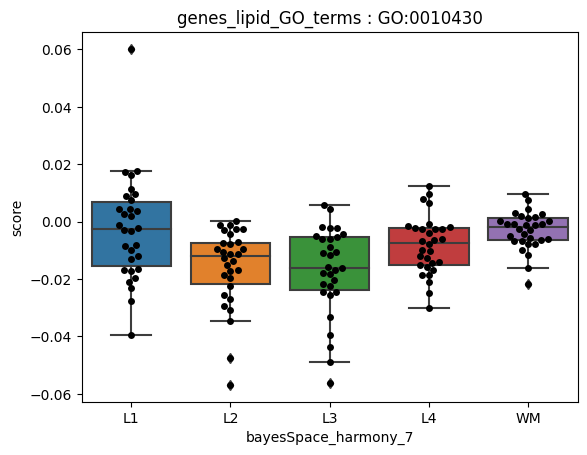 genes_lipid_GO_terms : GO:0010430
0.06
0.04
0.02
0.00
−0.02
−0.04
−0.06
score
L1 L2 L3 L4 WM
bayesSpace_harmony_7